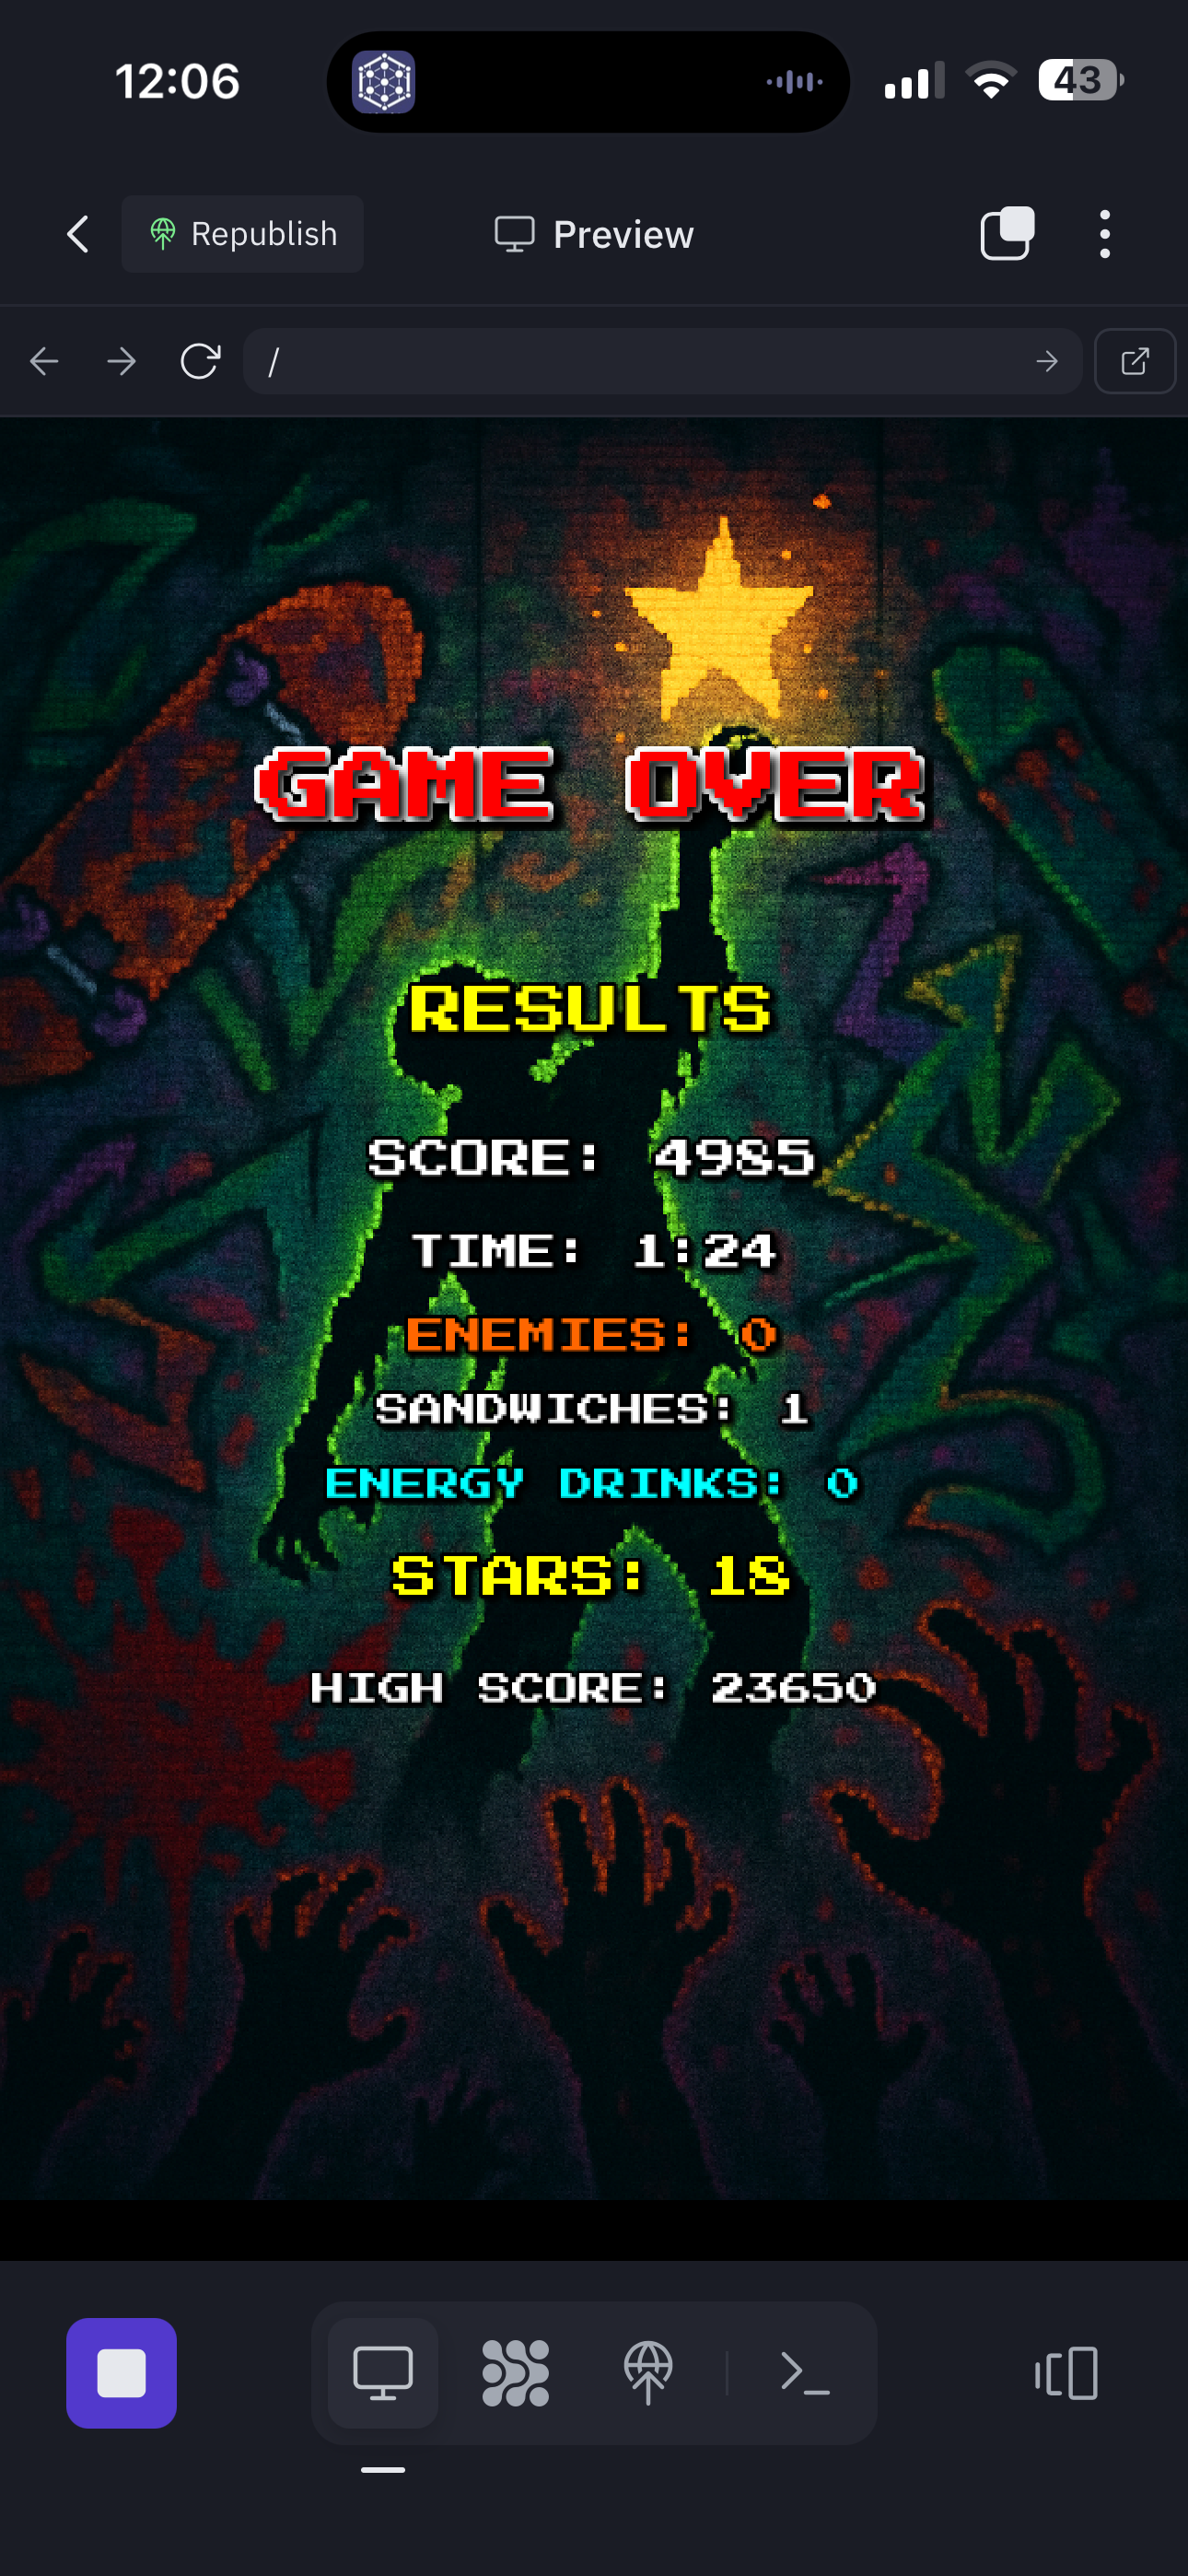 12:06
43
Republish
Preview
/
GAME OVER
RESULTS
SCORE: 4985
TIME: 1:24
ENEMIES: 0
SANDWICHES: 1
ENERGY DRINKS: 0
STARS: 18
HIGH SCORE: 23650